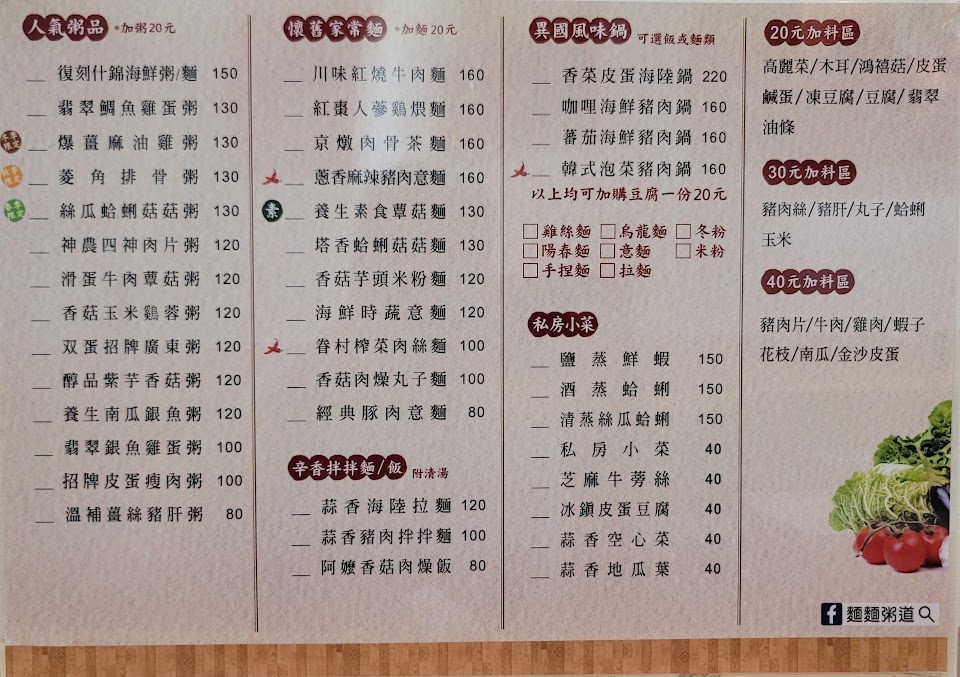 人氣粥品 *加粥20元
復刻什錦海鮮粥/麵 150
翡翠鯛魚雞蛋粥 130
爆薑麻油雞粥 130
菱角排骨粥 130
絲瓜蛤蜊菇菇粥 130
神農四神肉片粥 120
滑蛋牛肉蕈菇粥 120
香菇玉米鷄蓉粥 120
双蛋招牌廣東粥 120
醇品紫芋香菇粥 120
養生南瓜銀魚粥 120
翡翠銀魚雞蛋粥 100
招牌皮蛋瘦肉粥 100
溫補薑絲豬肝粥 80
懷舊家常麵 *加麵20元
川味紅燒牛肉麵 160
紅棗人蔘鷄煨麵 160
京燉肉骨茶麵 160
蔥香麻辣豬肉意麵 160
素 養生素食蕈菇麵 130
塔香蛤蜊菇菇麵 130
香菇芋頭米粉麵 120
海鮮時蔬意麵 120
眷村榨菜肉絲麵 100
香菇肉燥丸子麵 100
經典豚肉意麵 80
辛香拌拌麵/飯 附清湯
蒜香海陸拉麵 120
蒜香豬肉拌拌麵 100
阿嬤香菇肉燥飯 80
異國風味鍋 可選飯或麵類
香菜皮蛋海陸鍋 220
咖哩海鮮豬肉鍋 160
蕃茄海鮮豬肉鍋 160
韓式泡菜豬肉鍋 160
以上均可加購豆腐一份20元
雞絲麵 烏龍麵 冬粉
陽春麵 意麵 米粉
手捏麵 拉麵
私房小菜
鹽蒸鮮蝦 150
酒蒸蛤蜊 150
清蒸絲瓜蛤蜊 150
私房小菜 40
芝麻牛蒡絲 40
冰鎮皮蛋豆腐 40
蒜香空心菜 40
蒜香地瓜葉 40
20元加料區
高麗菜/木耳/鴻禧菇/皮蛋
鹹蛋/凍豆腐/豆腐/翡翠
油條
30元加料區
豬肉絲/豬肝/丸子/蛤蜊
玉米
40元加料區
豬肉片/牛肉/雞肉/蝦子
花枝/南瓜/金沙皮蛋
f 麵麵粥道